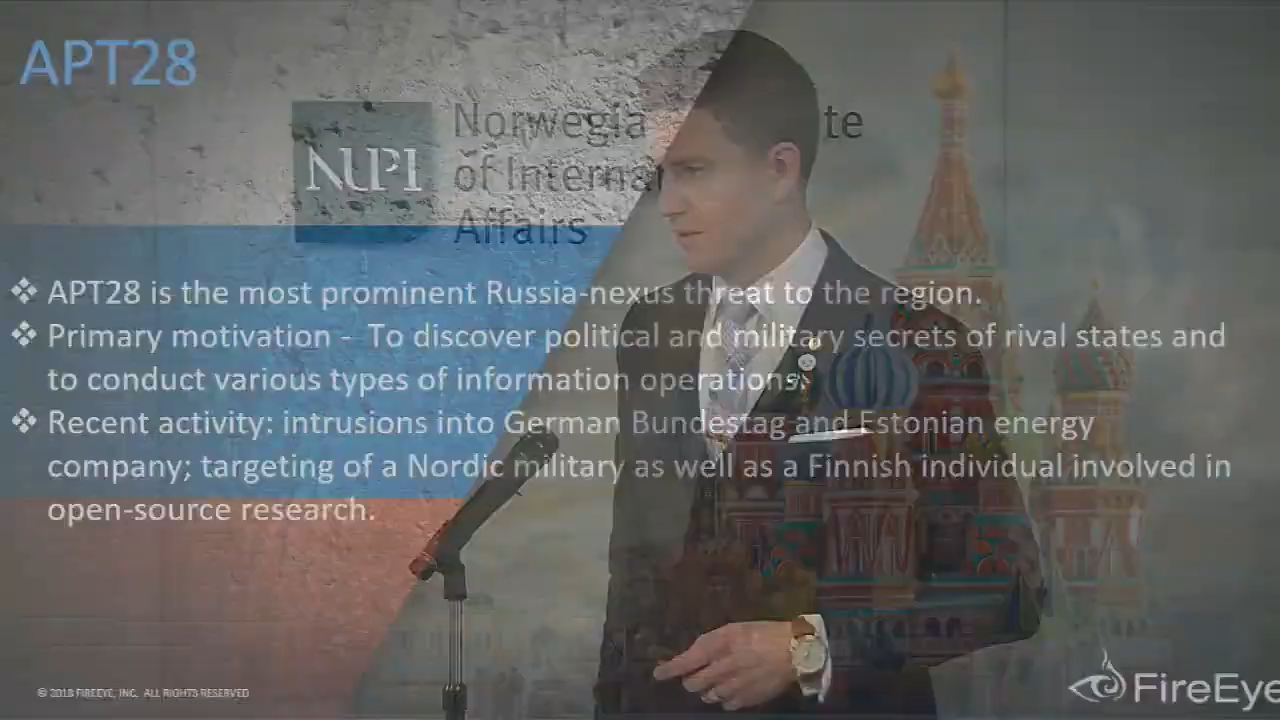 APT28
NUPI
Norwegia te
of Interna
Affairs
❖ APT28 is the most prominent Russia-nexus threat to the region.
❖ Primary motivation - To discover political and military secrets of rival states and
to conduct various types of information operations.
❖ Recent activity: intrusions into German Bundestag and Estonian energy
company; targeting of a Nordic military as well as a Finnish individual involved in
open-source research.
© 2018 FIREEYE, INC. ALL RIGHTS RESERVED
FireEye